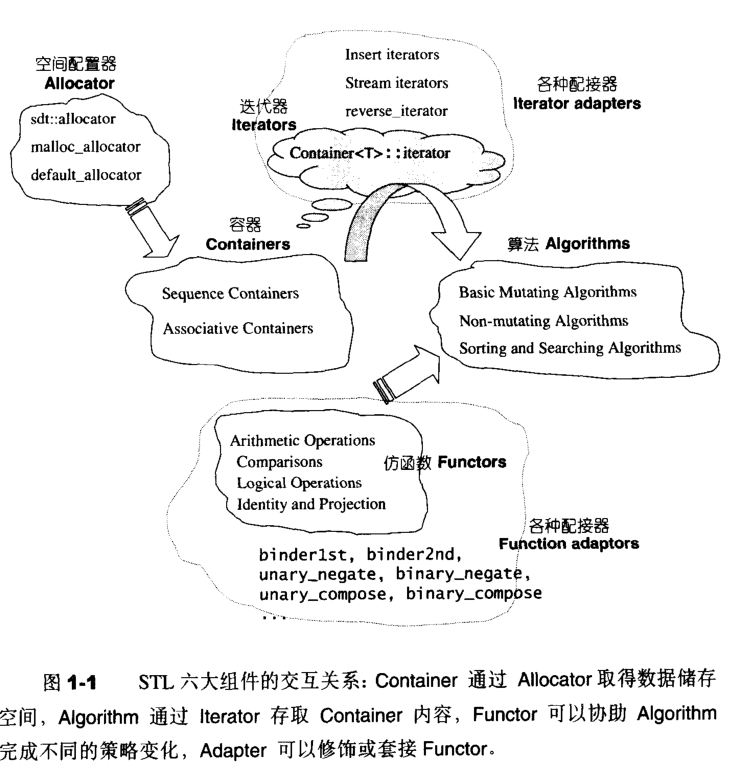 空间配置器
Allocator
sdt::allocator
malloc_allocator
default_allocator
Insert iterators
Stream iterators
reverse_iterator
迭代器
Iterators
Container<T>::iterator
各种配接器
Iterator adapters
容器
Containers
Sequence Containers
Associative Containers
算法 Algorithms
Basic Mutating Algorithms
Non-mutating Algorithms
Sorting and Searching Algorithms
Arithmetic Operations
Comparisons
Logical Operations
Identity and Projection
仿函数 Functors
各种配接器
Function adaptors
binder1st, binder2nd,
unary_negate, binary_negate,
unary_compose, binary_compose
...
图 1-1 STL 六大组件的交互关系: Container 通过 Allocator 取得数据储存
空间, Algorithm 通过 Iterator 存取 Container 内容, Functor 可以协助 Algorithm
完成不同的策略变化, Adapter 可以修饰或套接 Functor。